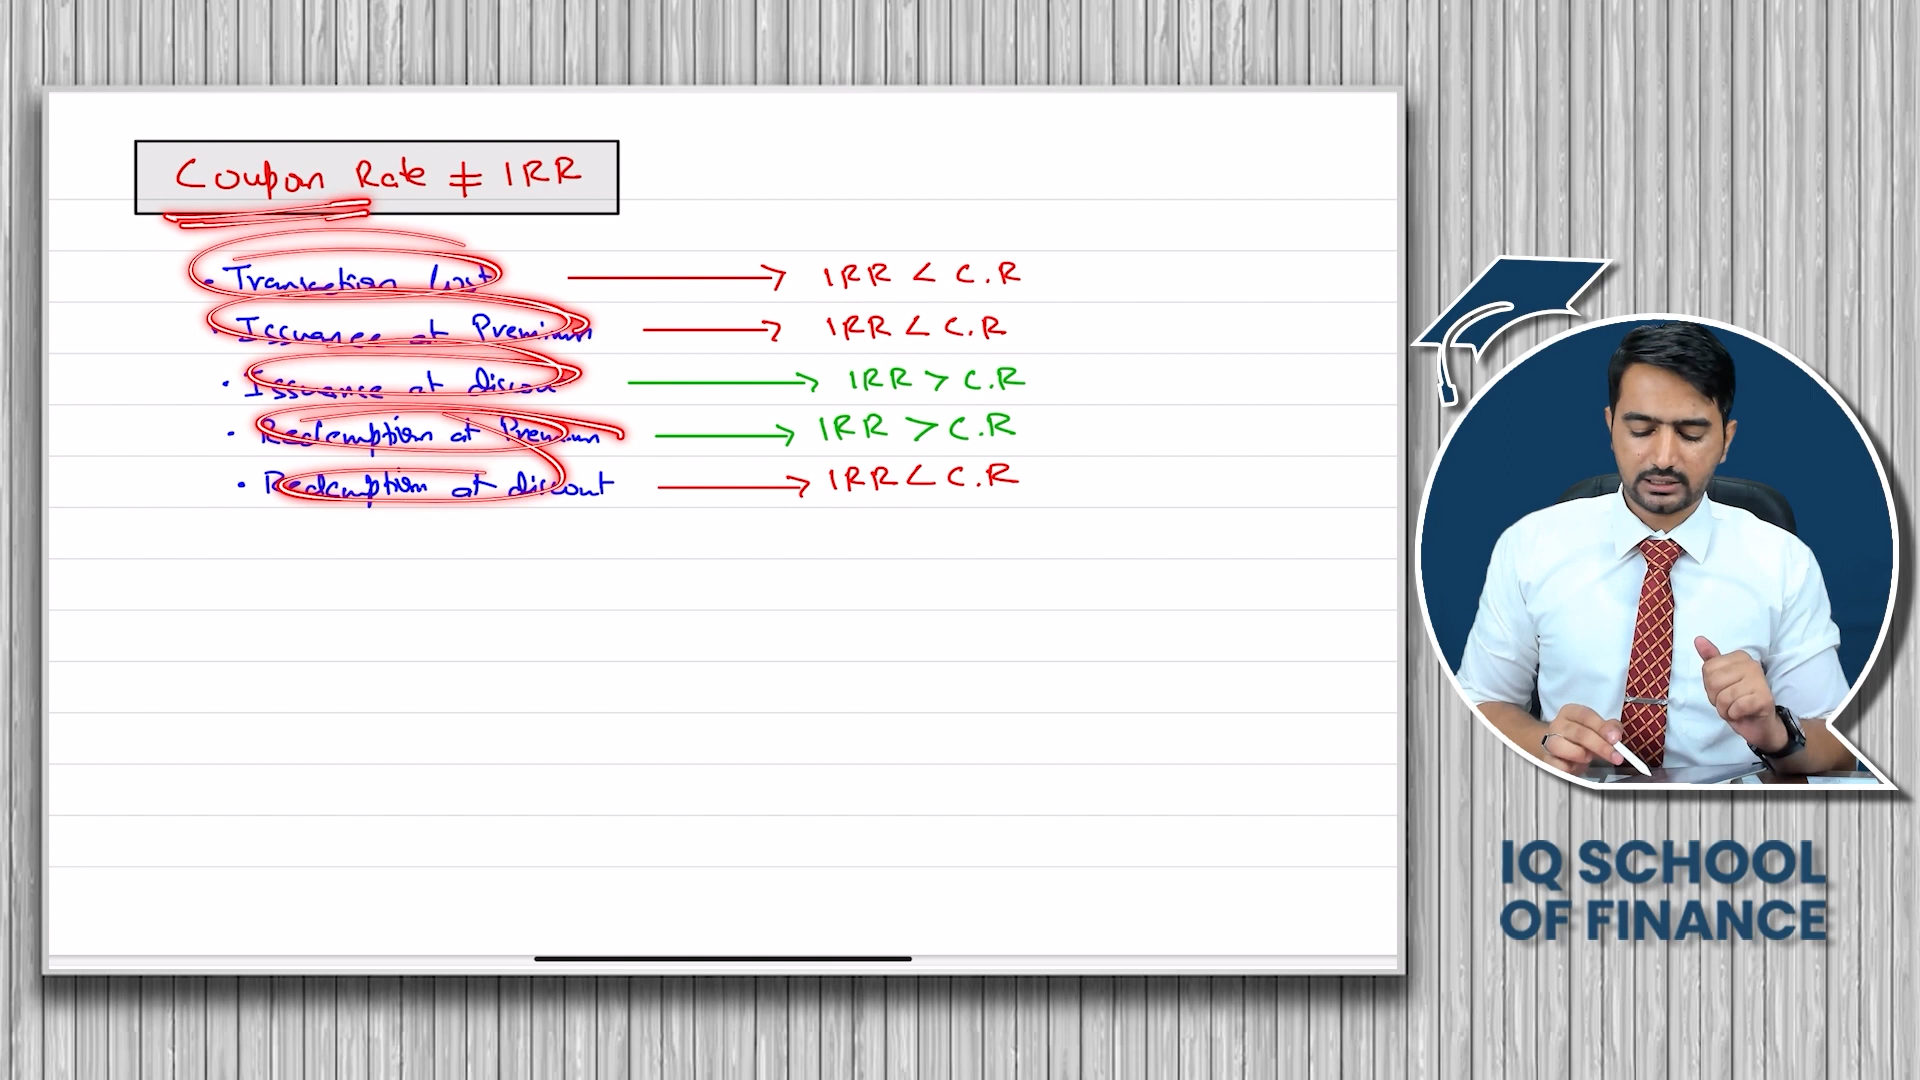 Coupon Rate ≠ IRR
• Transaction Cost → IRR < C.R
• Issuance at Premium → IRR < C.R
• Issuance at discou → IRR > C.R
• Redemption at Premium → IRR > C.R
• Redemption at discount → IRR < C.R
IQ SCHOOL
OF FINANCE